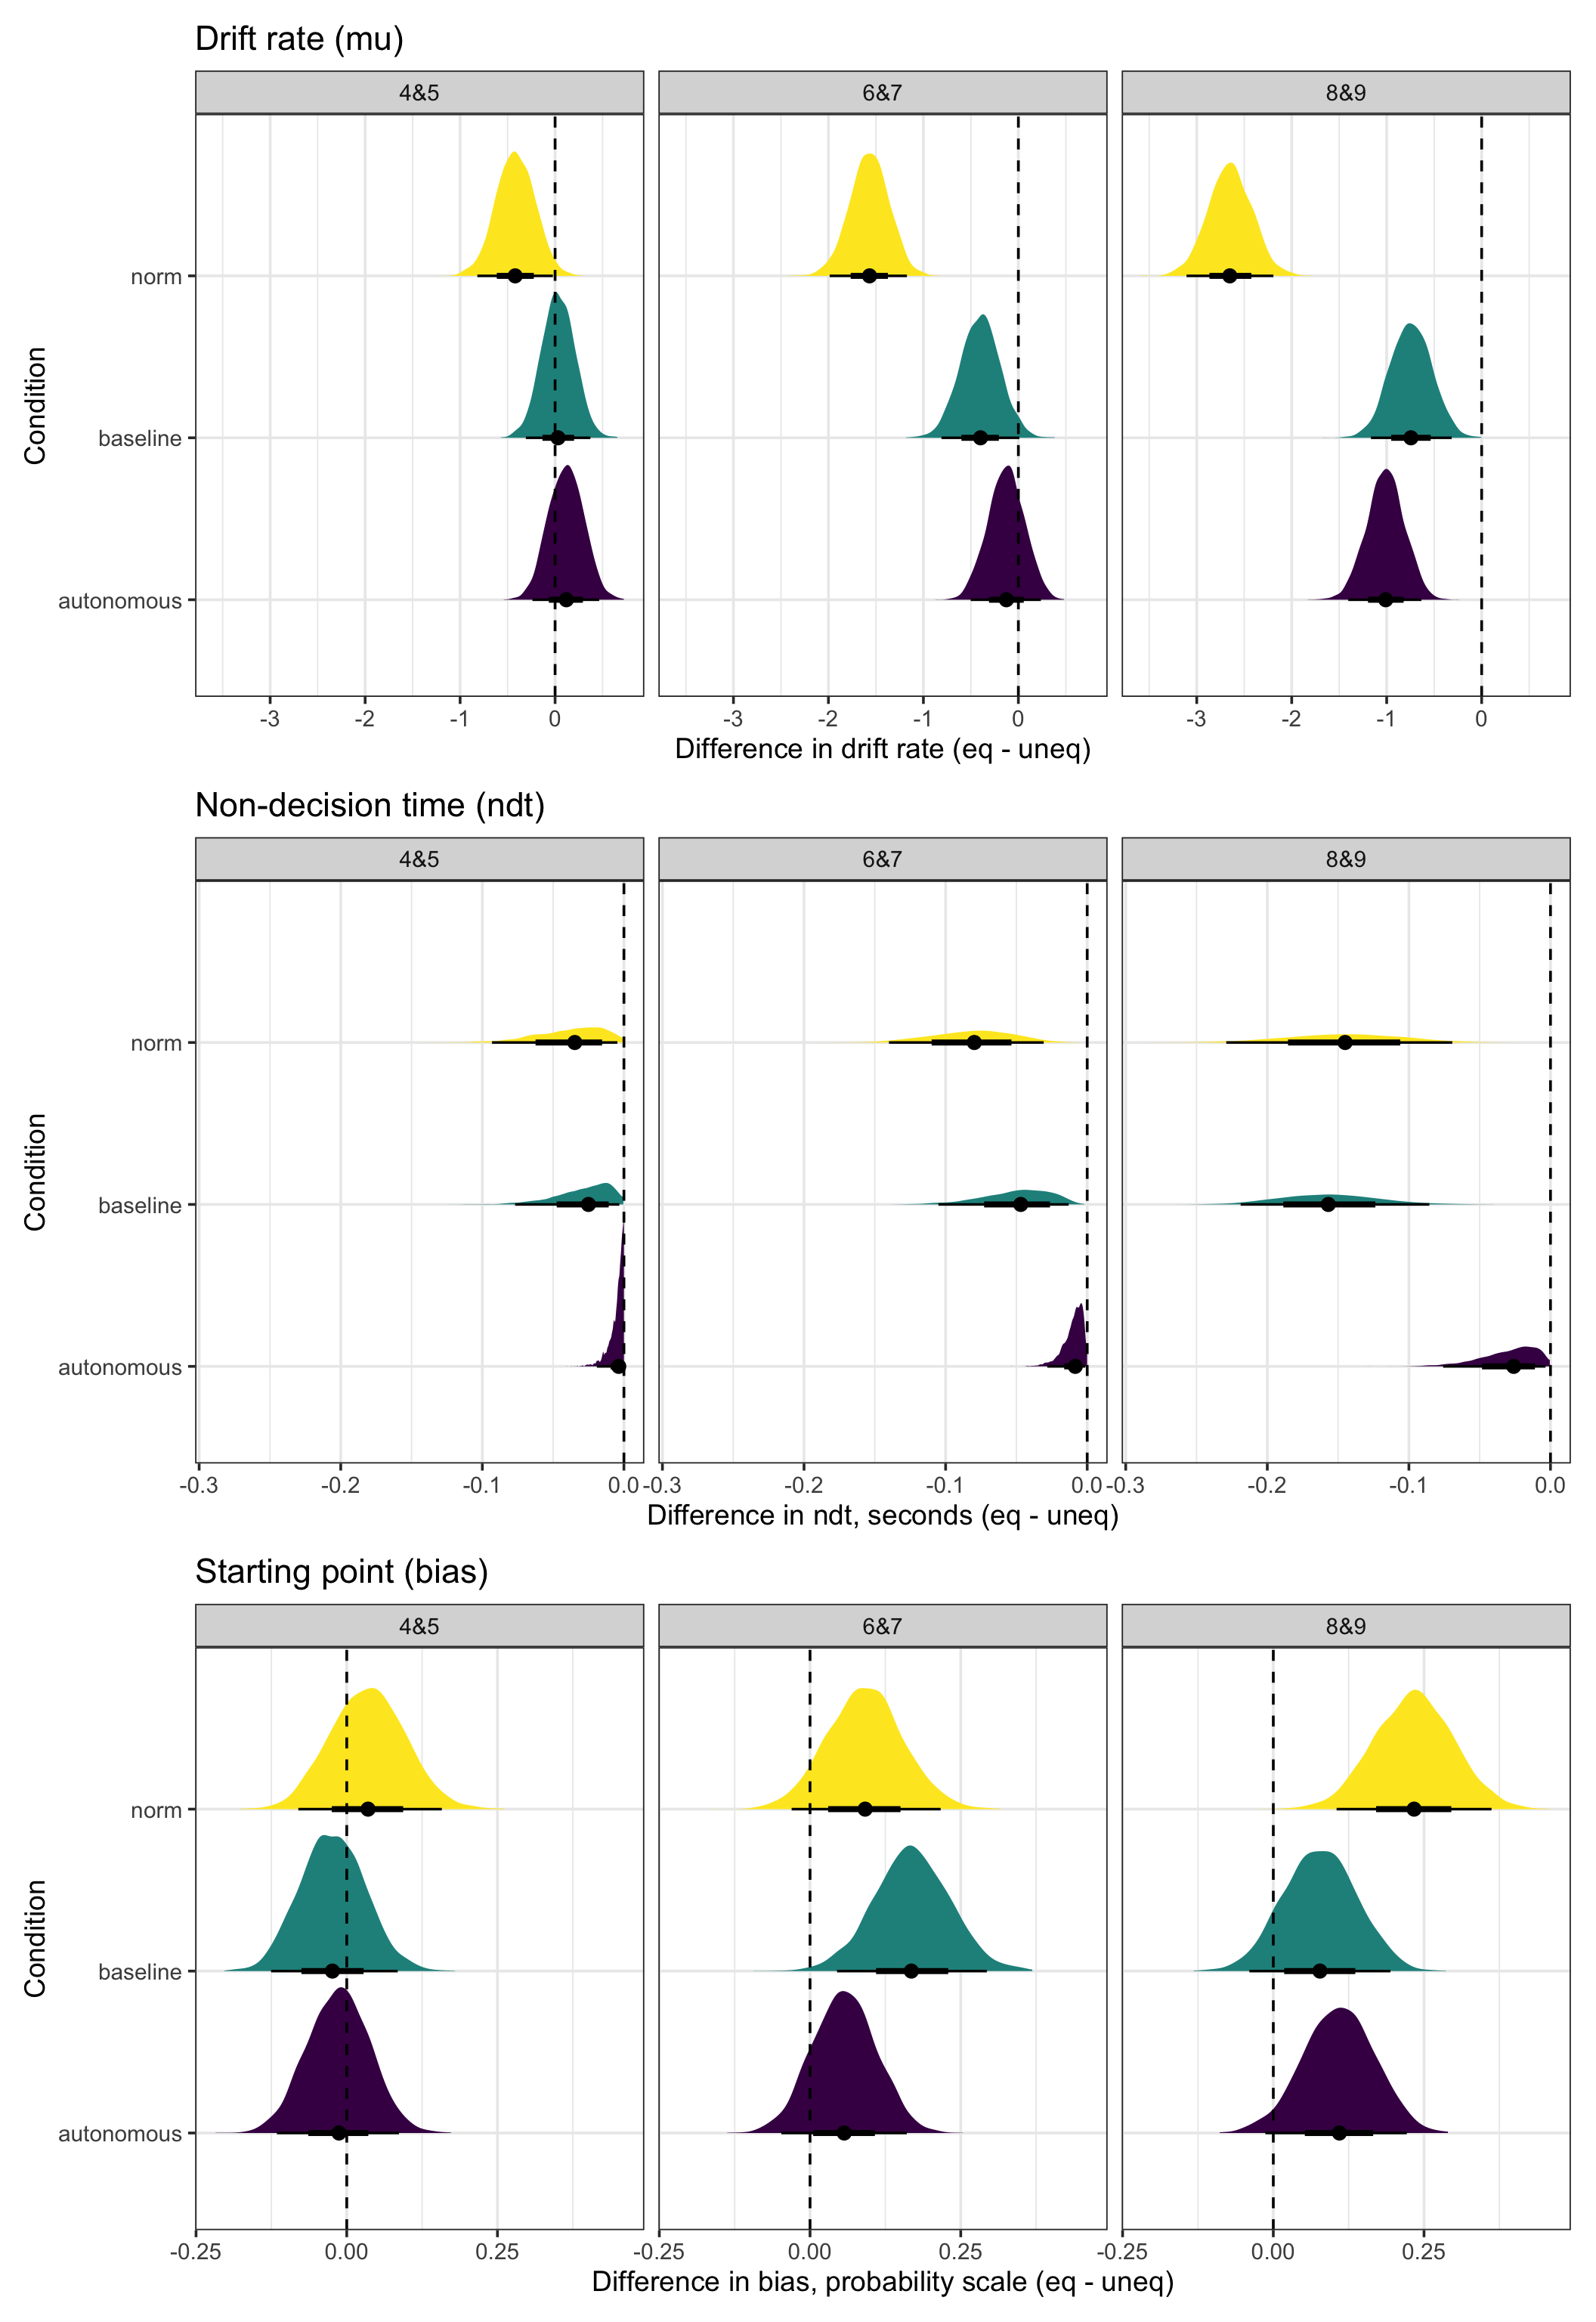 Drift rate (mu)
4&5 6&7 8&9
norm
baseline
autonomous
Condition
-3 -2 -1 0 -3 -2 -1 0 -3 -2 -1 0
Difference in drift rate (eq - uneq)
Non-decision time (ndt)
4&5 6&7 8&9
norm
baseline
autonomous
Condition
-0.3 -0.2 -0.1 0.0 -0.3 -0.2 -0.1 0.0 -0.3 -0.2 -0.1 0.0
Difference in ndt, seconds (eq - uneq)
Starting point (bias)
4&5 6&7 8&9
norm
baseline
autonomous
Condition
-0.25 0.00 0.25 -0.25 0.00 0.25 -0.25 0.00 0.25
Difference in bias, probability scale (eq - uneq)